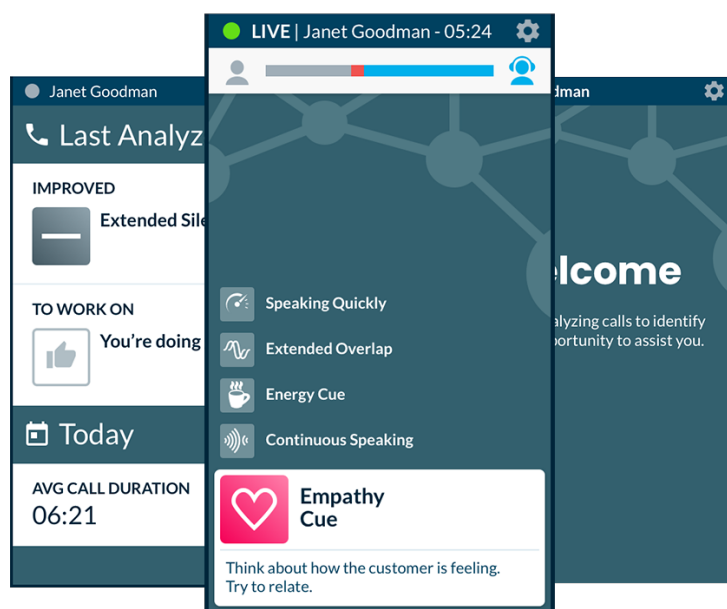 Janet Goodman
Last Analyz
IMPROVED
Extended Sile
TO WORK ON
You're doing
Today
AVG CALL DURATION
06:21
LIVE | Janet Goodman - 05:24
Speaking Quickly
Extended Overlap
Energy Cue
Continuous Speaking
Empathy
Cue
Think about how the customer is feeling.
Try to relate.
dman
elcome
alyzing calls to identify
portunity to assist you.